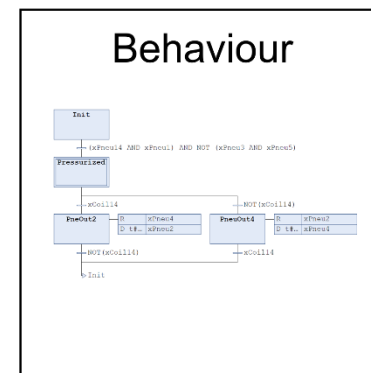 Behaviour
Init
(xPneu14 AND xPneu1) AND NOT (xPneu3 AND xPneu5)
Pressurized
xCoil14
NOT(xCoil14)
PneOut2
R xPneu4
D t#… xPneu2
PneuOut4
R xPneu2
D t#… xPneu4
NOT(xCoil14)
xCoil14
Init